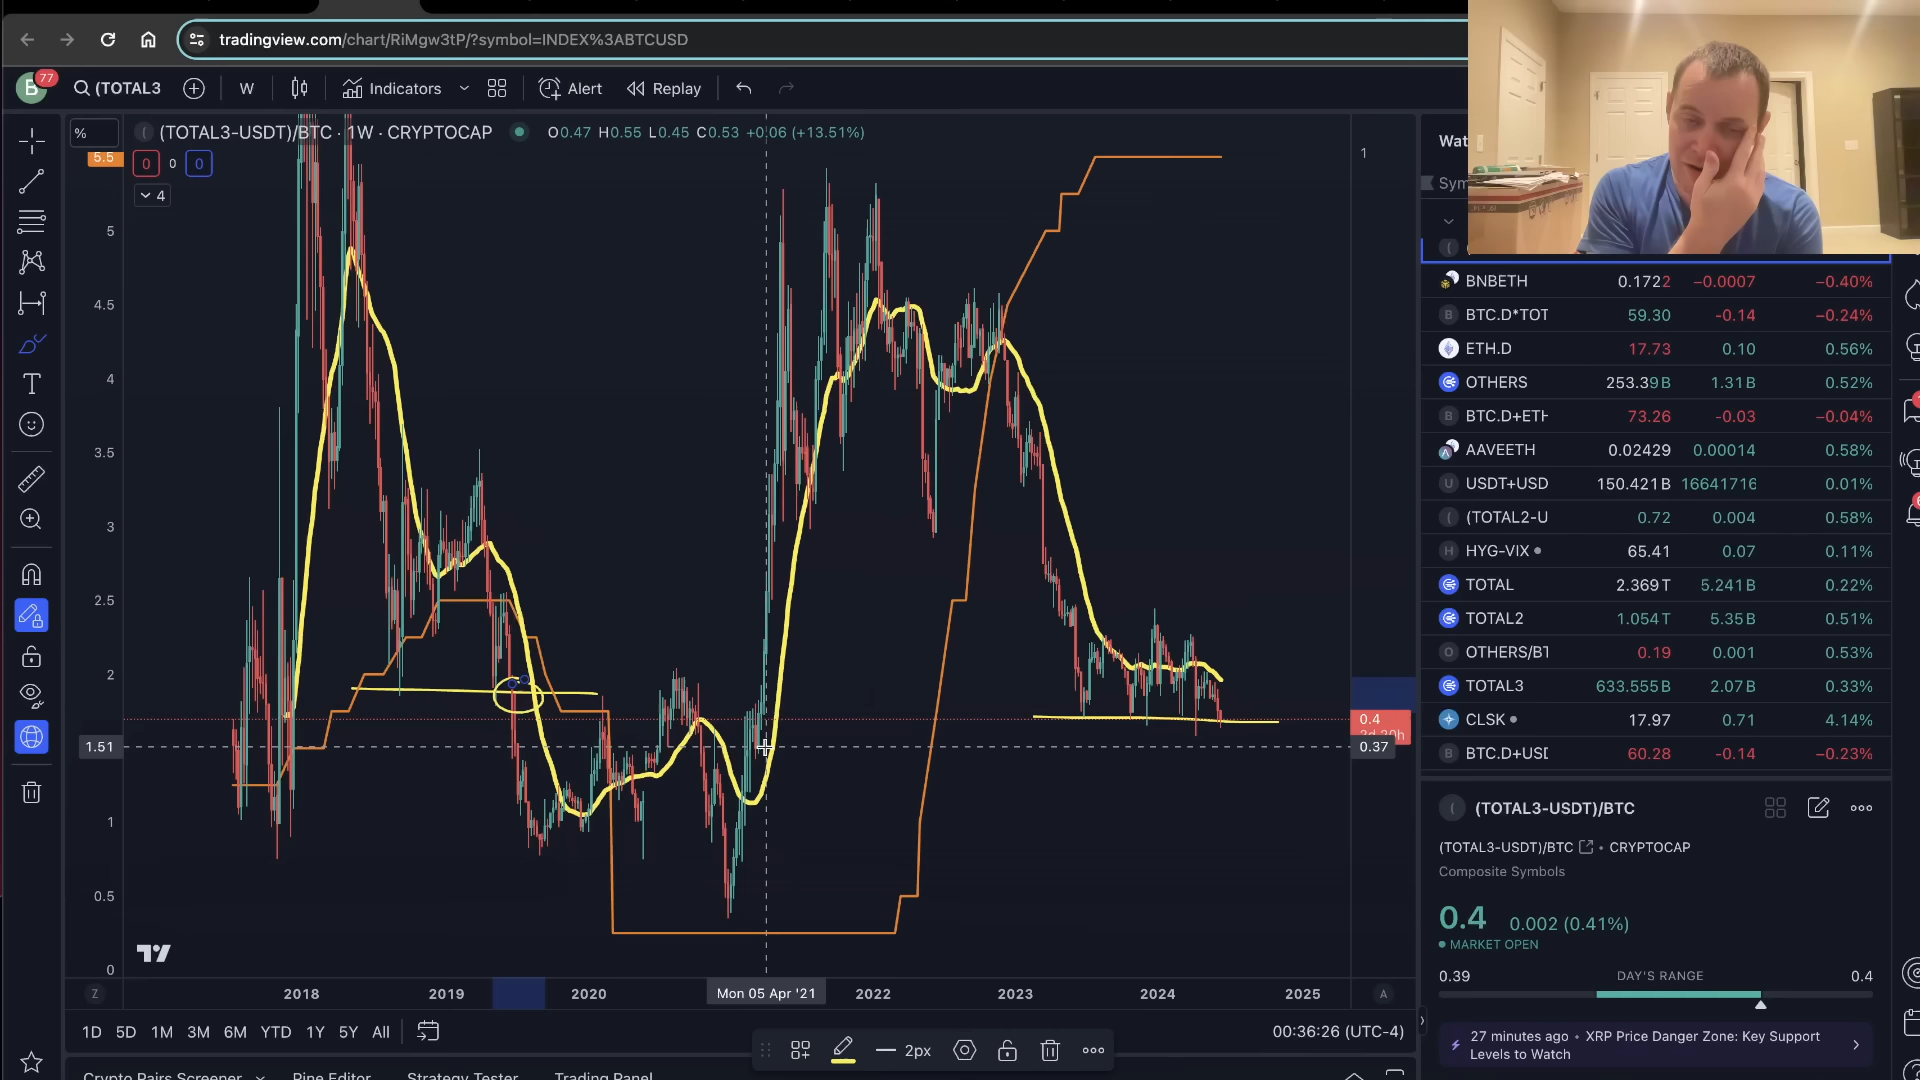 tradingview.com/chart/RiMgw3tP/?symbol=INDEX%3ABTCUSD
B 77 (TOTAL3 W Indicators Alert Replay
% (TOTAL3-USDT)/BTC · 1W · CRYPTOCAP O0.47 H0.55 L0.45 C0.53 +0.06 (+13.51%)
5.5 0 0 0
4
5
4.5
4
3.5
3
2.5
2
1.51
1
0.5
0
1
0.4
0.37
Z 2018 2019 2020 Mon 05 Apr '21 2022 2023 2024 2025 A
1D 5D 1M 3M 6M YTD 1Y 5Y All 00:36:26 (UTC-4)
2px
Crypto Pairs Screener Pine Editor Strategy Tester Trading Panel
Wat
Sym
BNBETH 0.1722 −0.0007 −0.40%
BTC.D*TOT 59.30 -0.14 −0.24%
ETH.D 17.73 0.10 0.56%
OTHERS 253.39B 1.31B 0.52%
BTC.D+ETH 73.26 -0.03 −0.04%
AAVEETH 0.02429 0.00014 0.58%
USDT+USD 150.421B 16641716 0.01%
(TOTAL2-U 0.72 0.004 0.58%
HYG-VIX 65.41 0.07 0.11%
TOTAL 2.369T 5.241B 0.22%
TOTAL2 1.054T 5.35B 0.51%
OTHERS/BT 0.19 0.001 0.53%
TOTAL3 633.555B 2.07B 0.33%
CLSK 17.97 0.71 4.14%
BTC.D+USD 60.28 -0.14 −0.23%
(TOTAL3-USDT)/BTC
(TOTAL3-USDT)/BTC • CRYPTOCAP
Composite Symbols
0.4 0.002 (0.41%)
MARKET OPEN
0.39 DAY'S RANGE 0.4
27 minutes ago • XRP Price Danger Zone: Key Support
Levels to Watch